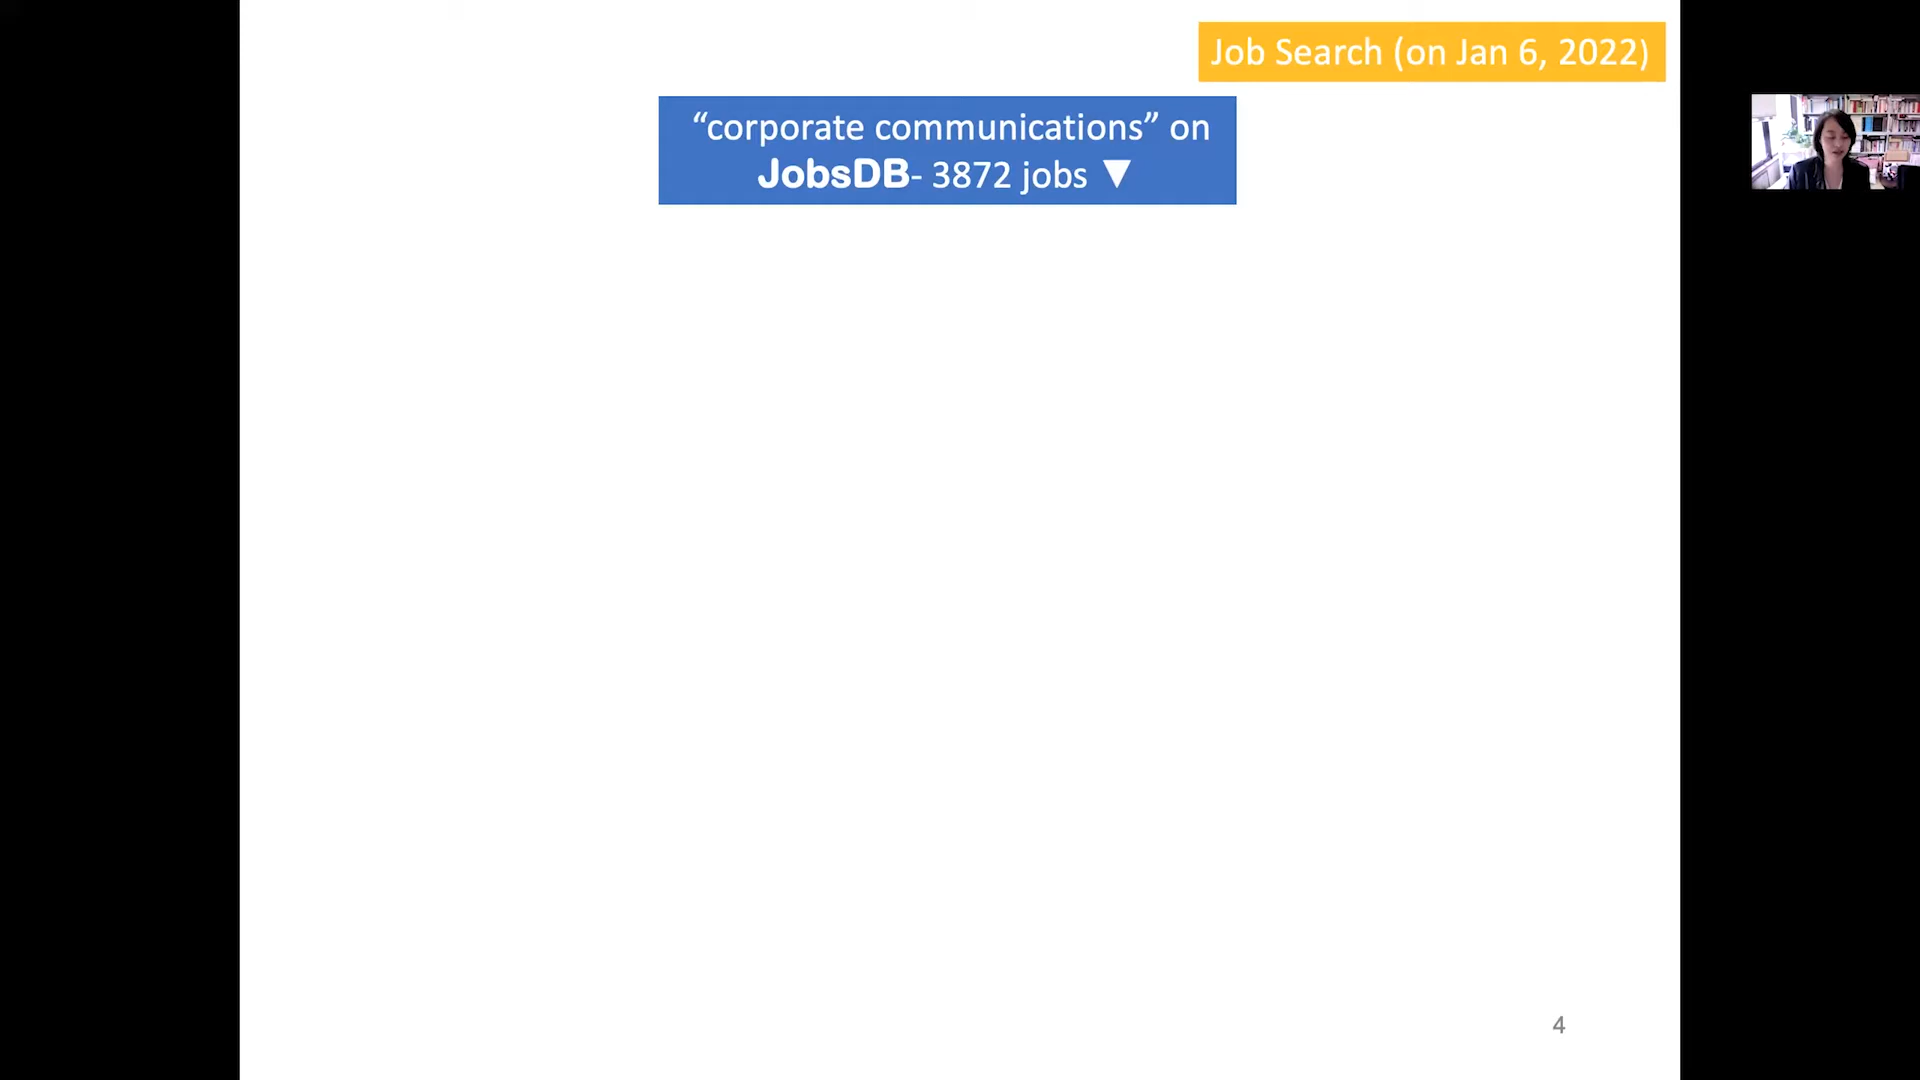 Job Search (on Jan 6, 2022)
“corporate communications” on
JobsDB- 3872 jobs ▼
4